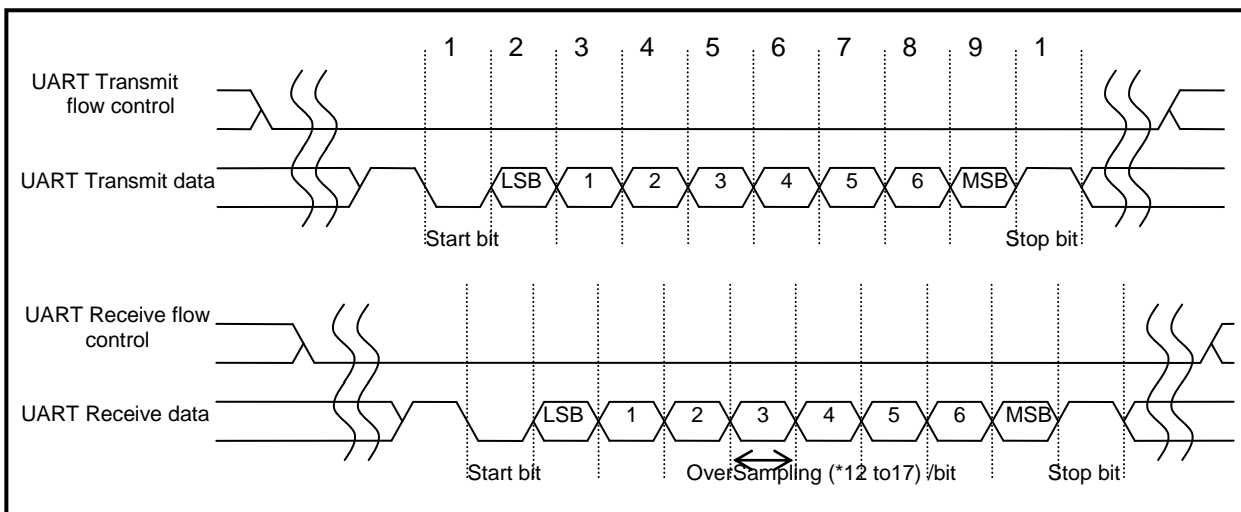 1 2 3 4 5 6 7 8 9 1
UART Transmit
flow control
UART Transmit data
LSB 1 2 3 4 5 6 MSB
Start bit
Stop bit
UART Receive flow
control
UART Receive data
LSB 1 2 3 4 5 6 MSB
Start bit
OverSampling (*12 to17) /bit
Stop bit